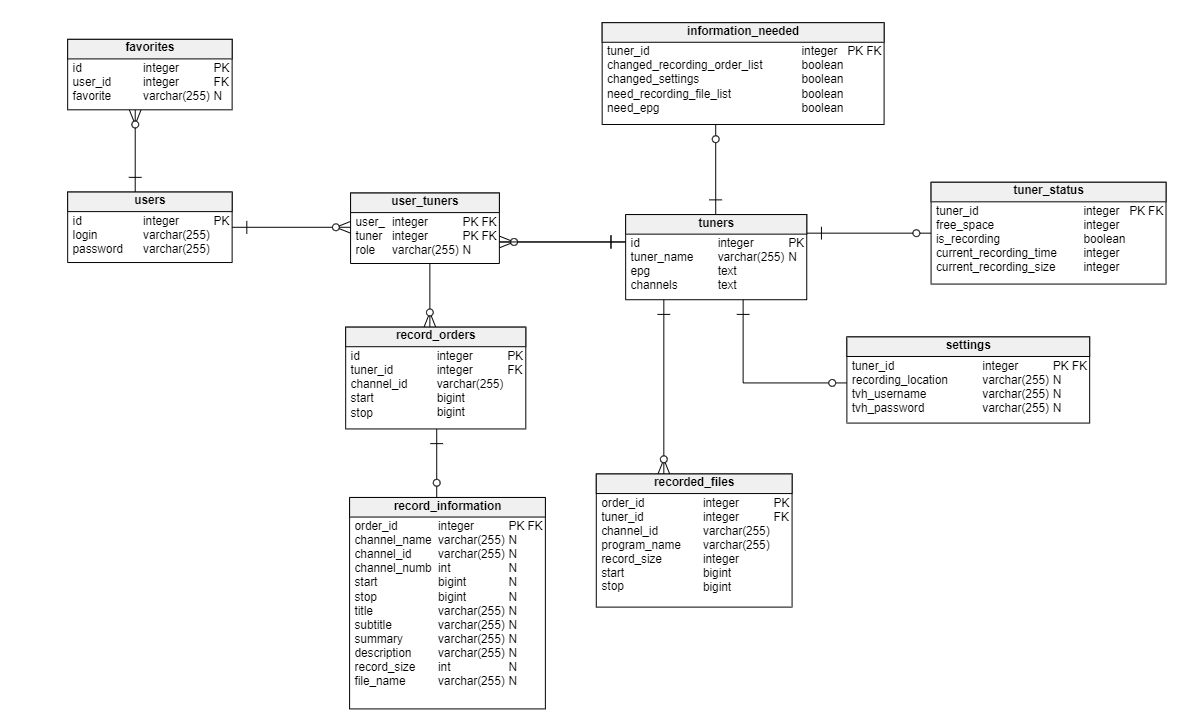 favorites
id integer PK
user_id integer FK
favorite varchar(255) N
information_needed
tuner_id integer PK FK
changed_recording_order_list boolean
changed_settings boolean
need_recording_file_list boolean
need_epg boolean
users
id integer PK
login varchar(255)
password varchar(255)
user_tuners
user_ integer PK FK
tuner integer PK FK
role varchar(255) N
tuners
id integer PK
tuner_name varchar(255) N
epg text
channels text
tuner_status
tuner_id integer PK FK
free_space integer
is_recording boolean
current_recording_time integer
current_recording_size integer
record_orders
id integer PK
tuner_id integer FK
channel_id varchar(255)
start bigint
stop bigint
settings
tuner_id integer PK FK
recording_location varchar(255) N
tvh_username varchar(255) N
tvh_password varchar(255) N
record_information
order_id integer PK FK
channel_name varchar(255) N
channel_id varchar(255) N
channel_numb int N
start bigint N
stop bigint N
title varchar(255) N
subtitle varchar(255) N
summary varchar(255) N
description varchar(255) N
record_size int N
file_name varchar(255) N
recorded_files
order_id integer PK
tuner_id integer FK
channel_id varchar(255)
program_name varchar(255)
record_size integer
start bigint
stop bigint